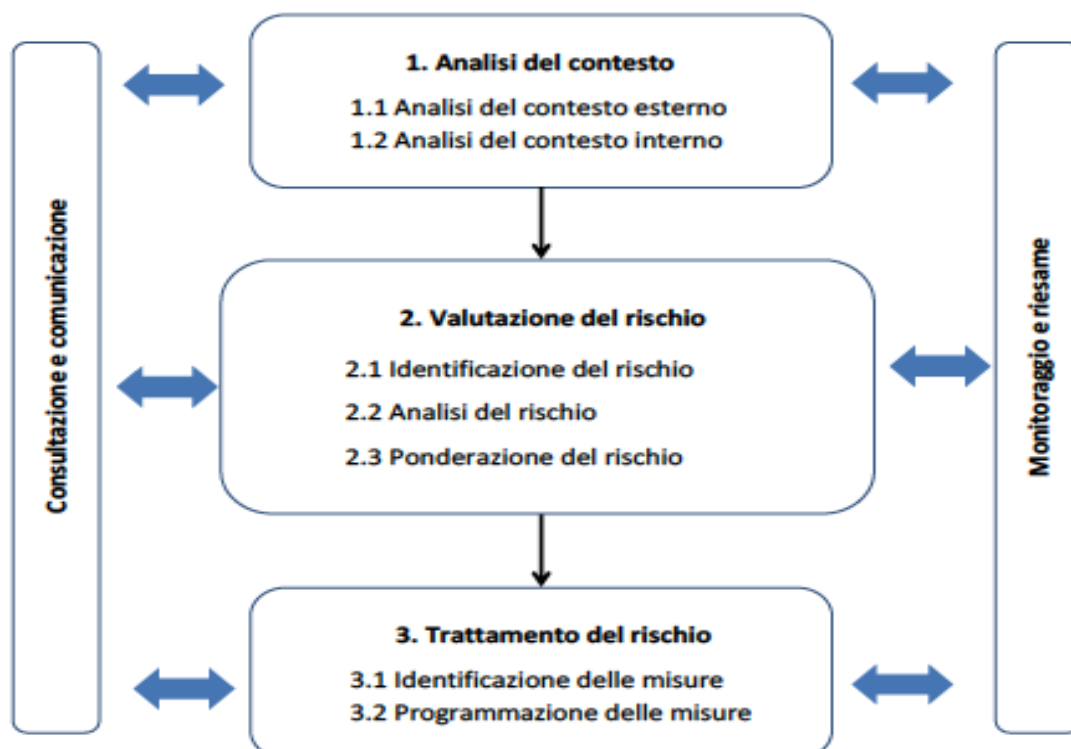 Consultazione e comunicazione
1. Analisi del contesto
1.1 Analisi del contesto esterno
1.2 Analisi del contesto interno
2. Valutazione del rischio
2.1 Identificazione del rischio
2.2 Analisi del rischio
2.3 Ponderazione del rischio
3. Trattamento del rischio
3.1 Identificazione delle misure
3.2 Programmazione delle misure
Monitoraggio e riesame